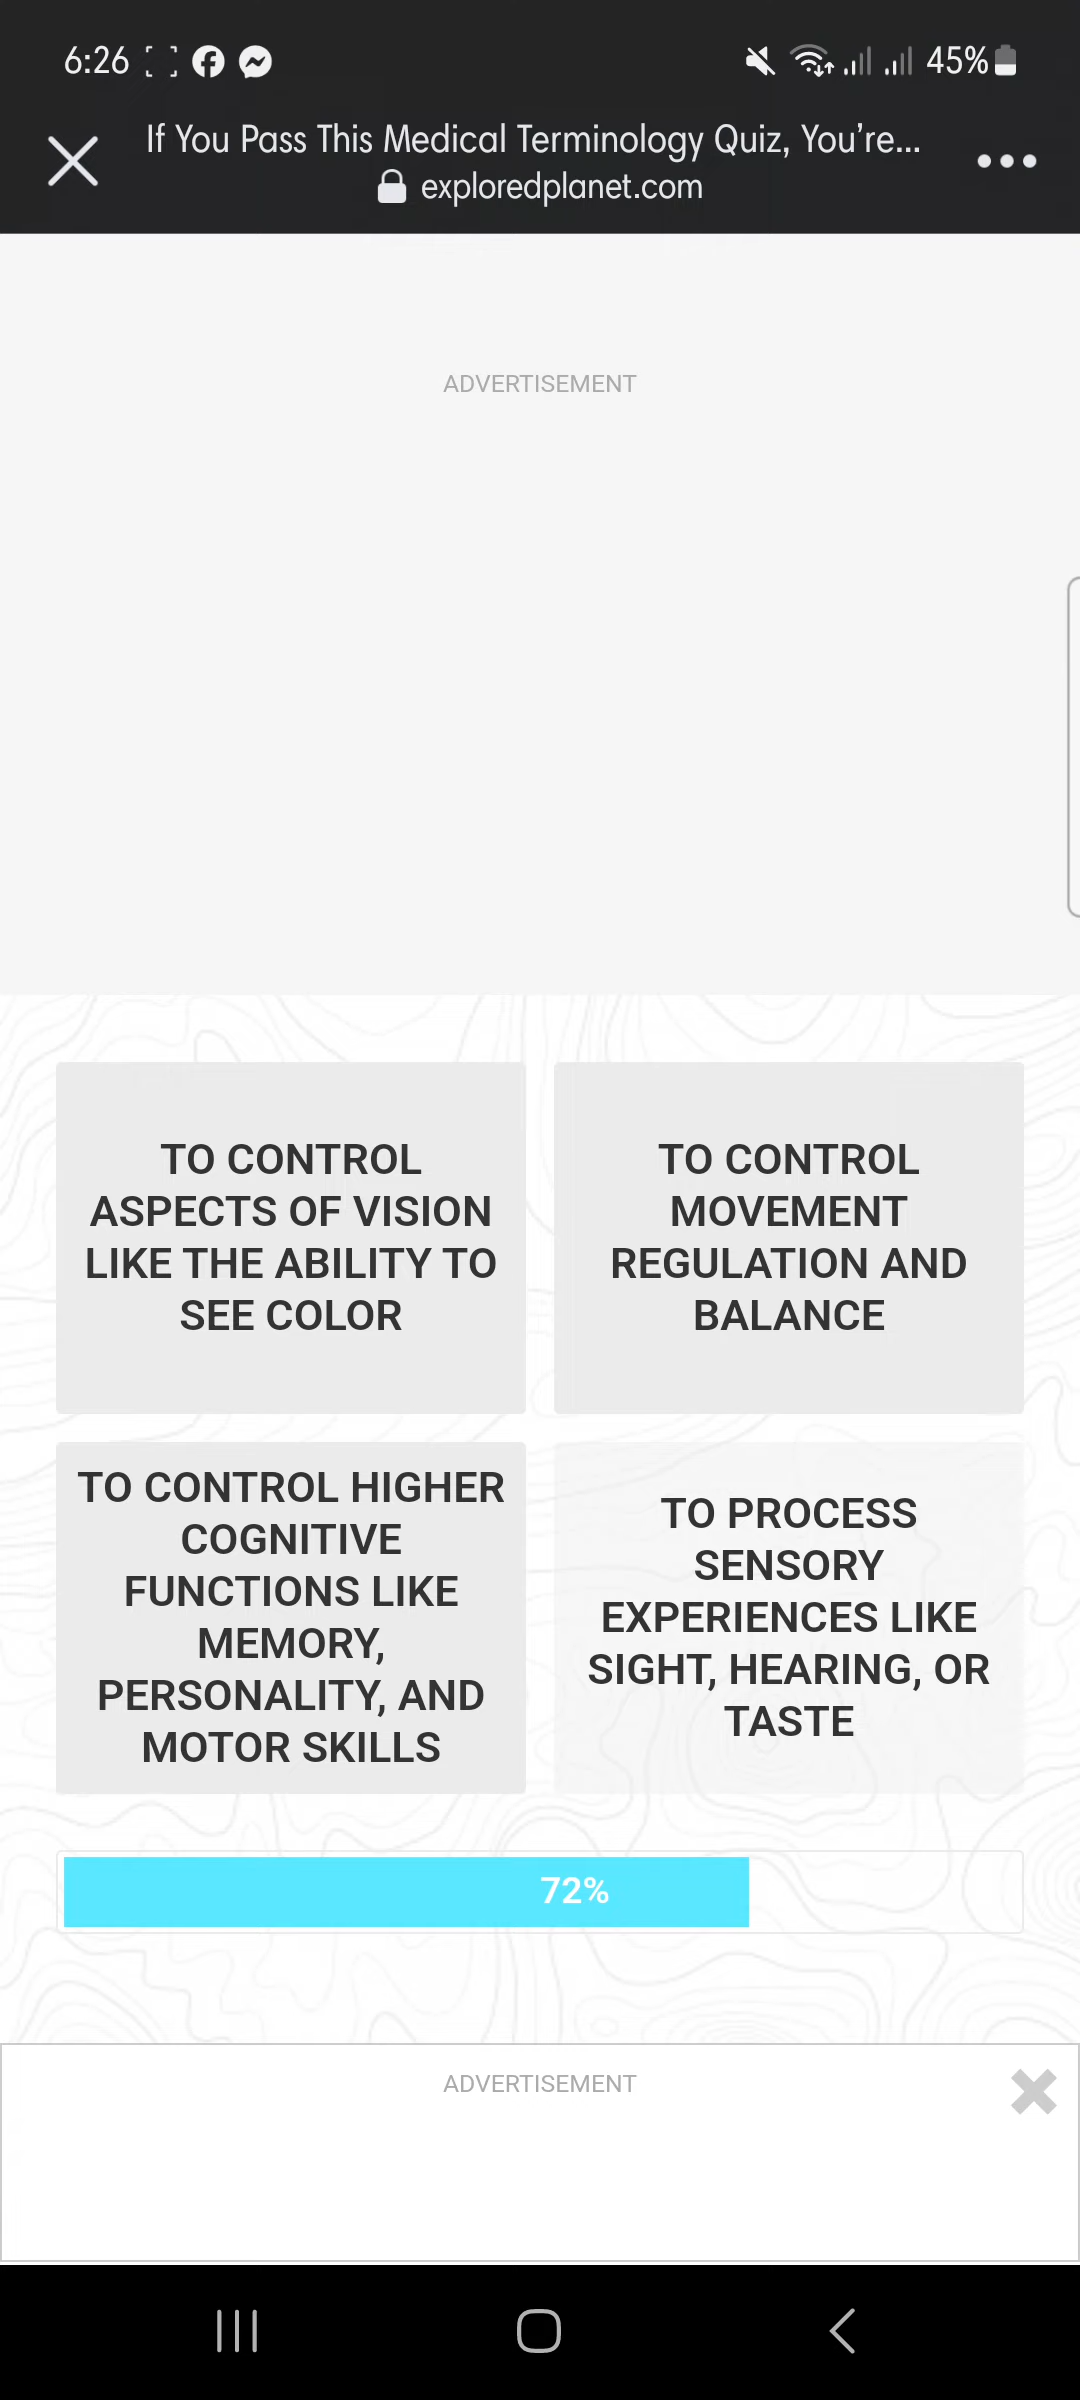 6:26
45%
If You Pass This Medical Terminology Quiz, You’re...
exploredplanet.com
ADVERTISEMENT
TO CONTROL
ASPECTS OF VISION
LIKE THE ABILITY TO
SEE COLOR
TO CONTROL
MOVEMENT
REGULATION AND
BALANCE
TO CONTROL HIGHER
COGNITIVE
FUNCTIONS LIKE
MEMORY,
PERSONALITY, AND
MOTOR SKILLS
TO PROCESS
SENSORY
EXPERIENCES LIKE
SIGHT, HEARING, OR
TASTE
72%
ADVERTISEMENT